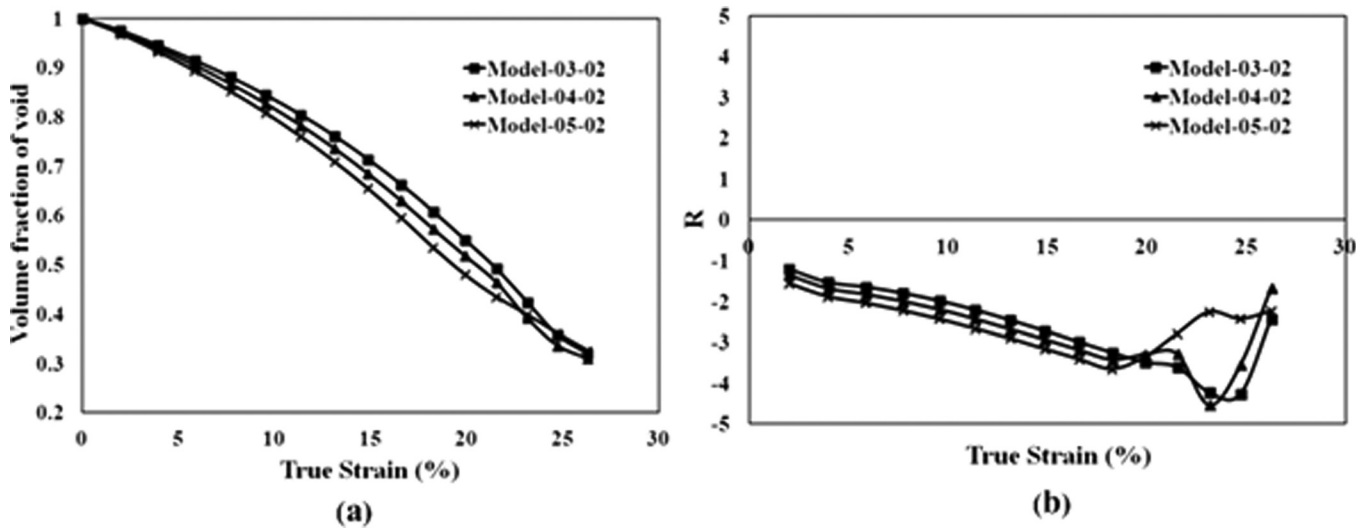 1
0.9
0.8
0.7
0.6
0.5
0.4
0.3
0.2
Volume fraction of void
0 5 10 15 20 25 30
True Strain (%)
Model-03-02
Model-04-02
Model-05-02
(a)
5
4
3
2
1
0
-1
-2
-3
-4
-5
R
0 5 10 15 20 25 30
True Strain (%)
Model-03-02
Model-04-02
Model-05-02
(b)